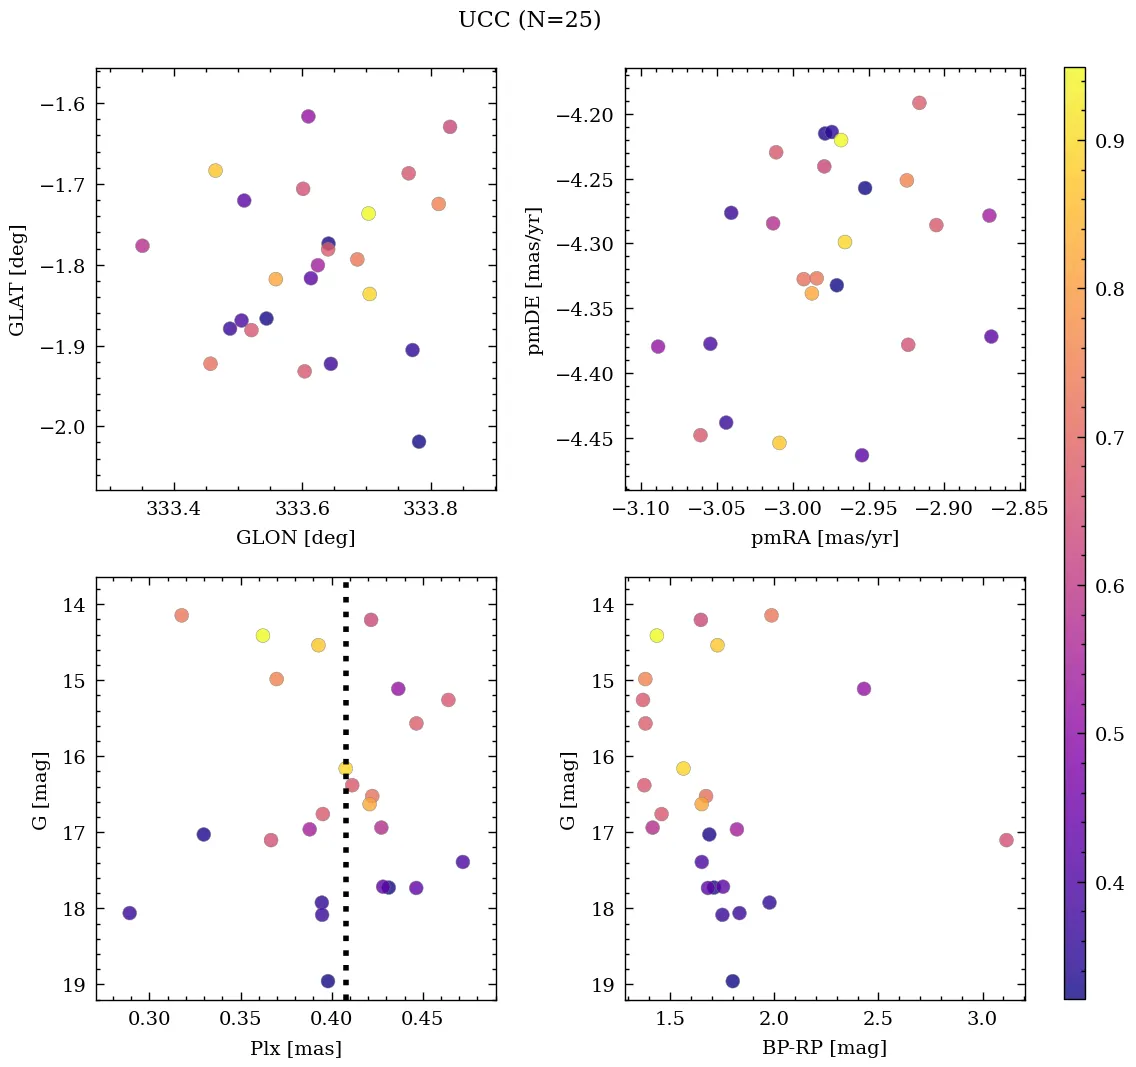 UCC (N=25)
−1.6
−1.7
−1.8
−1.9
−2.0
GLAT [deg]
333.4 333.6 333.8
GLON [deg]
−4.20
−4.25
−4.30
−4.35
−4.40
−4.45
pmDE [mas/yr]
−3.10 −3.05 −3.00 −2.95 −2.90 −2.85
pmRA [mas/yr]
14
15
16
17
18
19
G [mag]
0.30 0.35 0.40 0.45
Plx [mas]
14
15
16
17
18
19
G [mag]
1.5 2.0 2.5 3.0
BP-RP [mag]
0.9
0.8
0.7
0.6
0.5
0.4